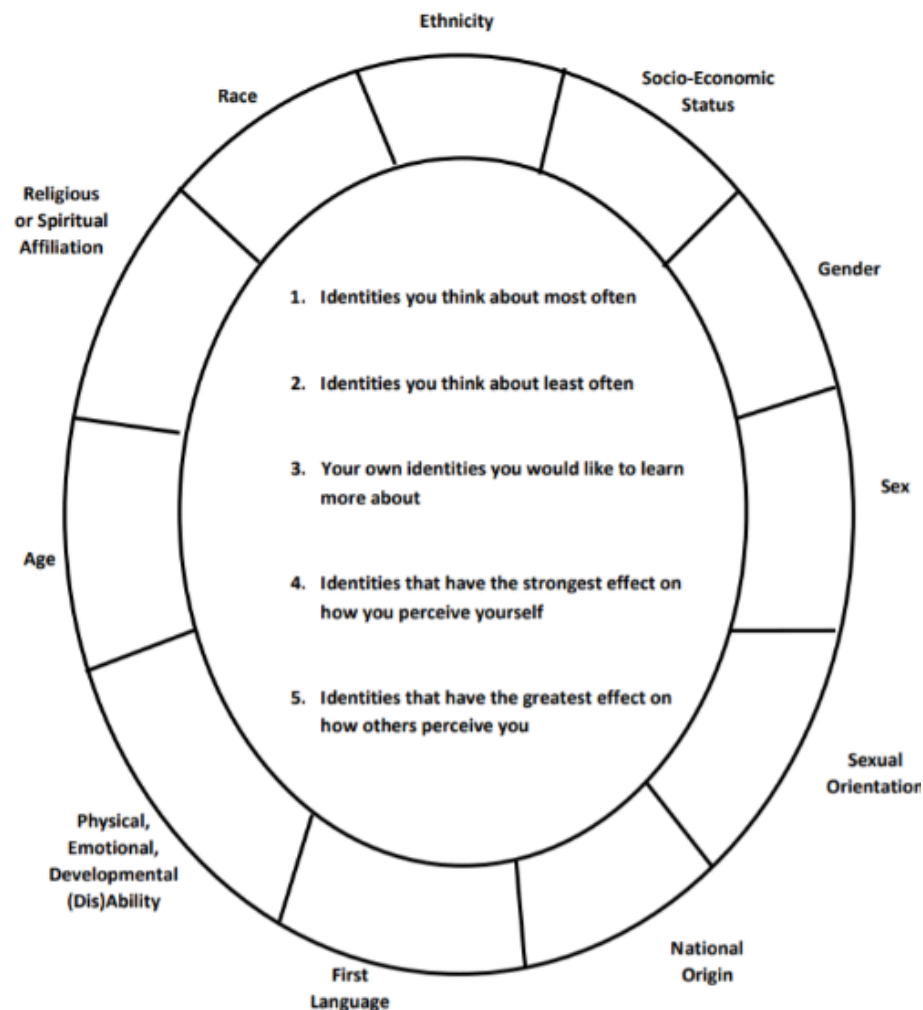 Ethnicity
Socio-Economic
Status
Race
Religious
or Spiritual
Affiliation
Gender
1. Identities you think about most often
2. Identities you think about least often
3. Your own identities you would like to learn
more about
Sex
Age
4. Identities that have the strongest effect on
how you perceive yourself
5. Identities that have the greatest effect on
how others perceive you
Sexual
Orientation
Physical,
Emotional,
Developmental
(Dis)Ability
National
Origin
First
Language